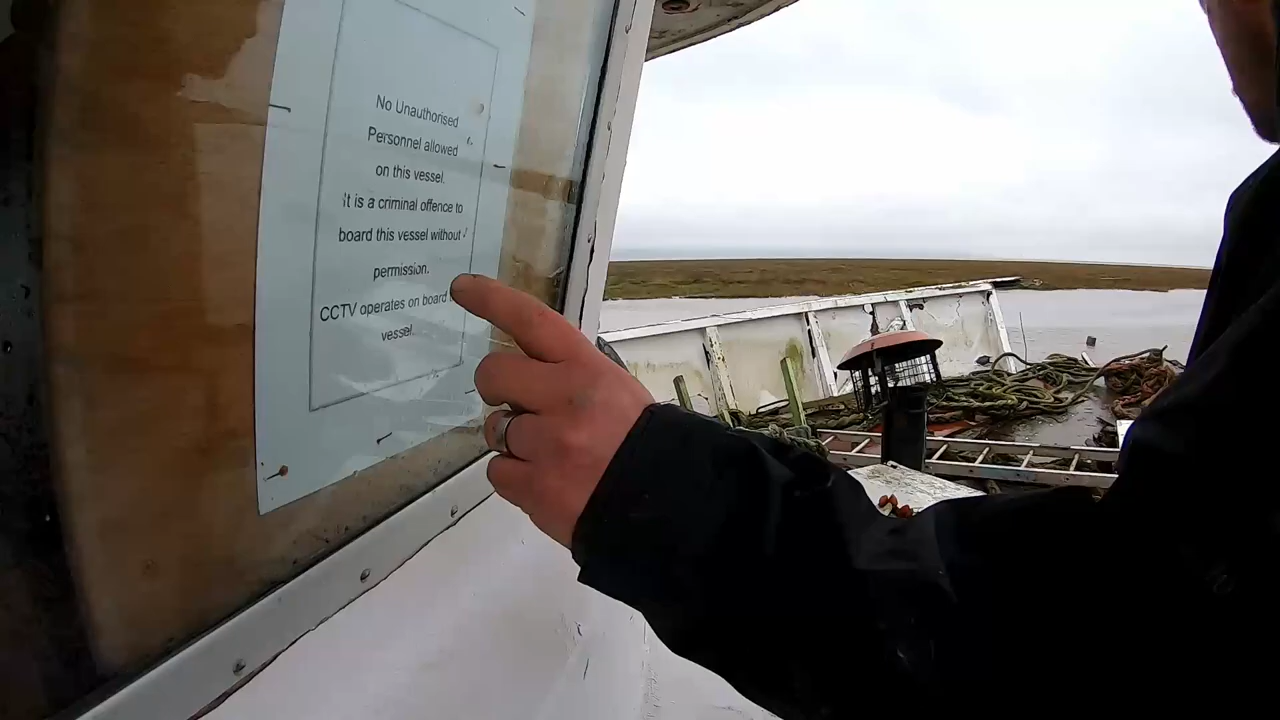 No Unauthorised
Personnel allowed
on this vessel.
It is a criminal offence to
board this vessel without
permission.
CCTV operates on board
vessel.